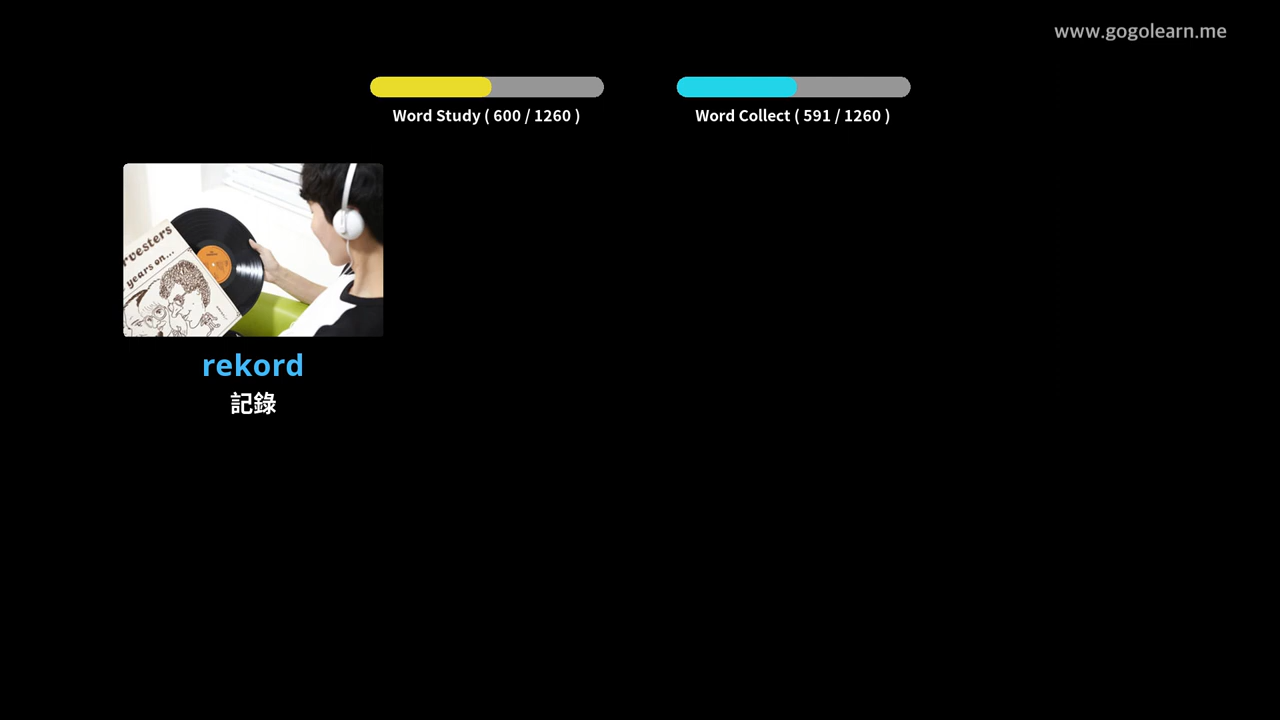 www.gogolearn.me
Word Study ( 600 / 1260 )
Word Collect ( 591 / 1260 )
rvesters
years on...
rekord
記錄